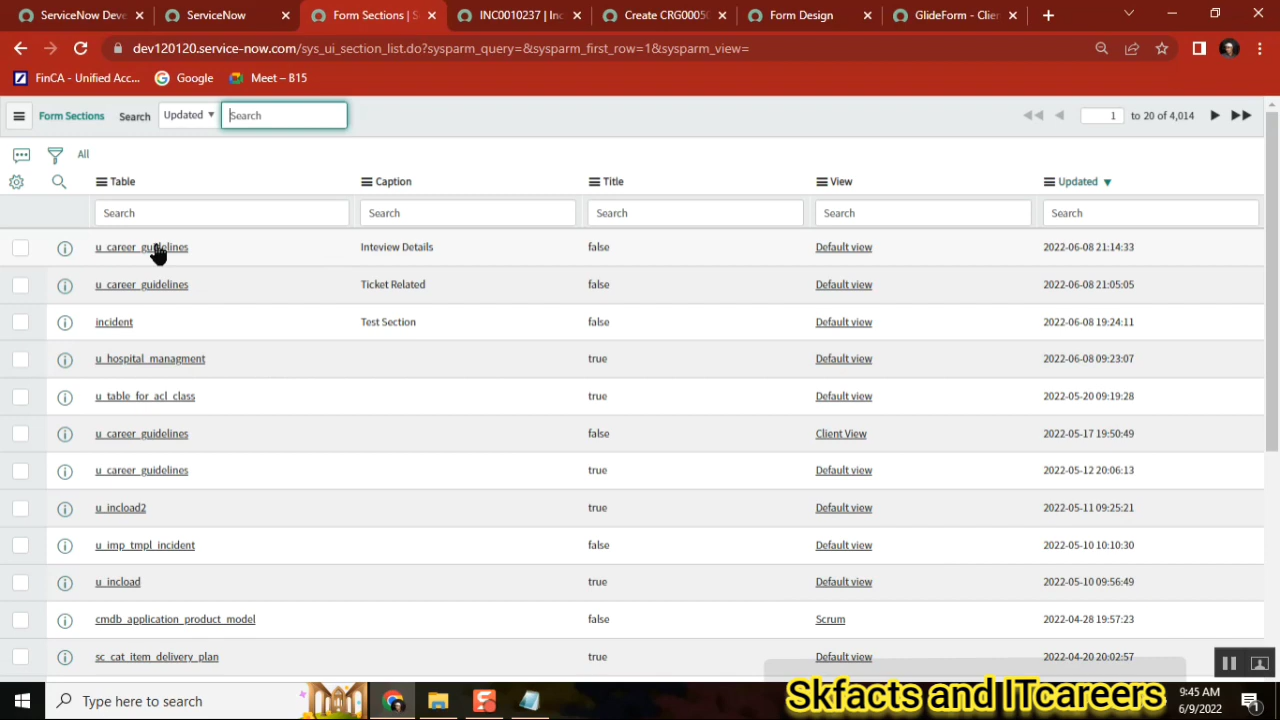 ServiceNow Deve
ServiceNow
Form Sections | S
INC0010237 | Inc
Create CRG00050
Form Design
GlideForm - Clien
dev120120.service-now.com/sys_ui_section_list.do?sysparm_query=&sysparm_first_row=1&sysparm_view=
FinCA - Unified Acc...
Google
Meet – B15
Form Sections Search Updated Search 1 to 20 of 4,014
All
Table Caption Title View Updated
Search Search Search Search Search
u_career_guidelines Inteview Details false Default view 2022-06-08 21:14:33
u_career_guidelines Ticket Related false Default view 2022-06-08 21:05:05
incident Test Section false Default view 2022-06-08 19:24:11
u_hospital_managment true Default view 2022-06-08 09:23:07
u_table_for_acl_class true Default view 2022-05-20 09:19:28
u_career_guidelines false Client View 2022-05-17 19:50:49
u_career_guidelines true Default view 2022-05-12 20:06:13
u_incload2 true Default view 2022-05-11 09:25:21
u_imp_tmpl_incident false Default view 2022-05-10 10:10:30
u_incload true Default view 2022-05-10 09:56:49
cmdb_application_product_model false Scrum 2022-04-28 19:57:23
sc_cat_item_delivery_plan true Default view 2022-04-20 20:02:57
Skfacts and ITcareers
Type here to search
9:45 AM
6/9/2022
1